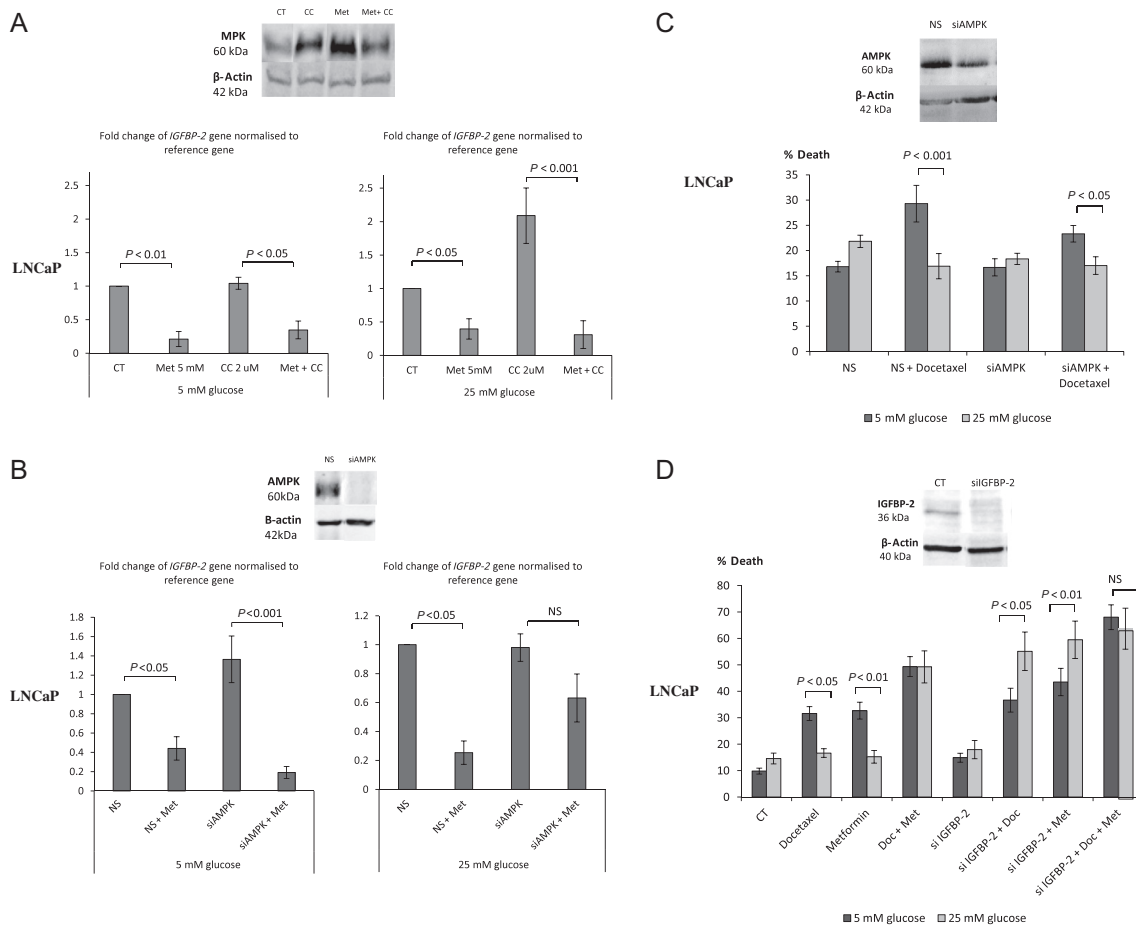 A
CT CC Met Met+ CC
MPK
60 kDa
β-Actin
42 kDa
Fold change of IGFBP-2 gene normalised to
reference gene
2.5
2
1.5
1
0.5
0
P < 0.01
P < 0.05
LNCaP
CT Met 5 mM CC 2 uM Met + CC
5 mM glucose
Fold change of IGFBP-2 gene normalised to
reference gene
2.5
2
1.5
1
0.5
0
P < 0.05
P < 0.001
CT Met 5mM CC 2uM Met + CC
25 mM glucose
B
NS siAMPK
AMPK
60kDa
B-actin
42kDa
Fold change of IGFBP-2 gene normalised to
reference gene
1.8
1.6
1.4
1.2
1
0.8
0.6
0.4
0.2
0
P<0.05
P<0.001
LNCaP
NS NS + Met siAMPK siAMPK + Met
5 mM glucose
Fold change of IGFBP-2 gene normalised to
reference gene
1.2
1
0.8
0.6
0.4
0.2
0
P<0.05
NS
NS NS + Met siAMPK siAMPK + Met
25 mM glucose
C
NS siAMPK
AMPK
60 kDa
β-Actin
42 kDa
LNCaP
% Death
35
30
25
20
15
10
5
0
P < 0.001
P < 0.05
NS NS + Docetaxel siAMPK siAMPK +
Docetaxel
5 mM glucose 25 mM glucose
D
CT siIGFBP-2
IGFBP-2
36 kDa
β-Actin
40 kDa
% Death
80
70
60
50
40
30
20
10
0
P < 0.05
P < 0.01
P < 0.05
P < 0.01
NS
LNCaP
CT Docetaxel Metformin Doc + Met si IGFBP-2 si IGFBP-2 + Doc si IGFBP-2 + Met si IGFBP-2 + Doc + Met
5 mM glucose 25 mM glucose